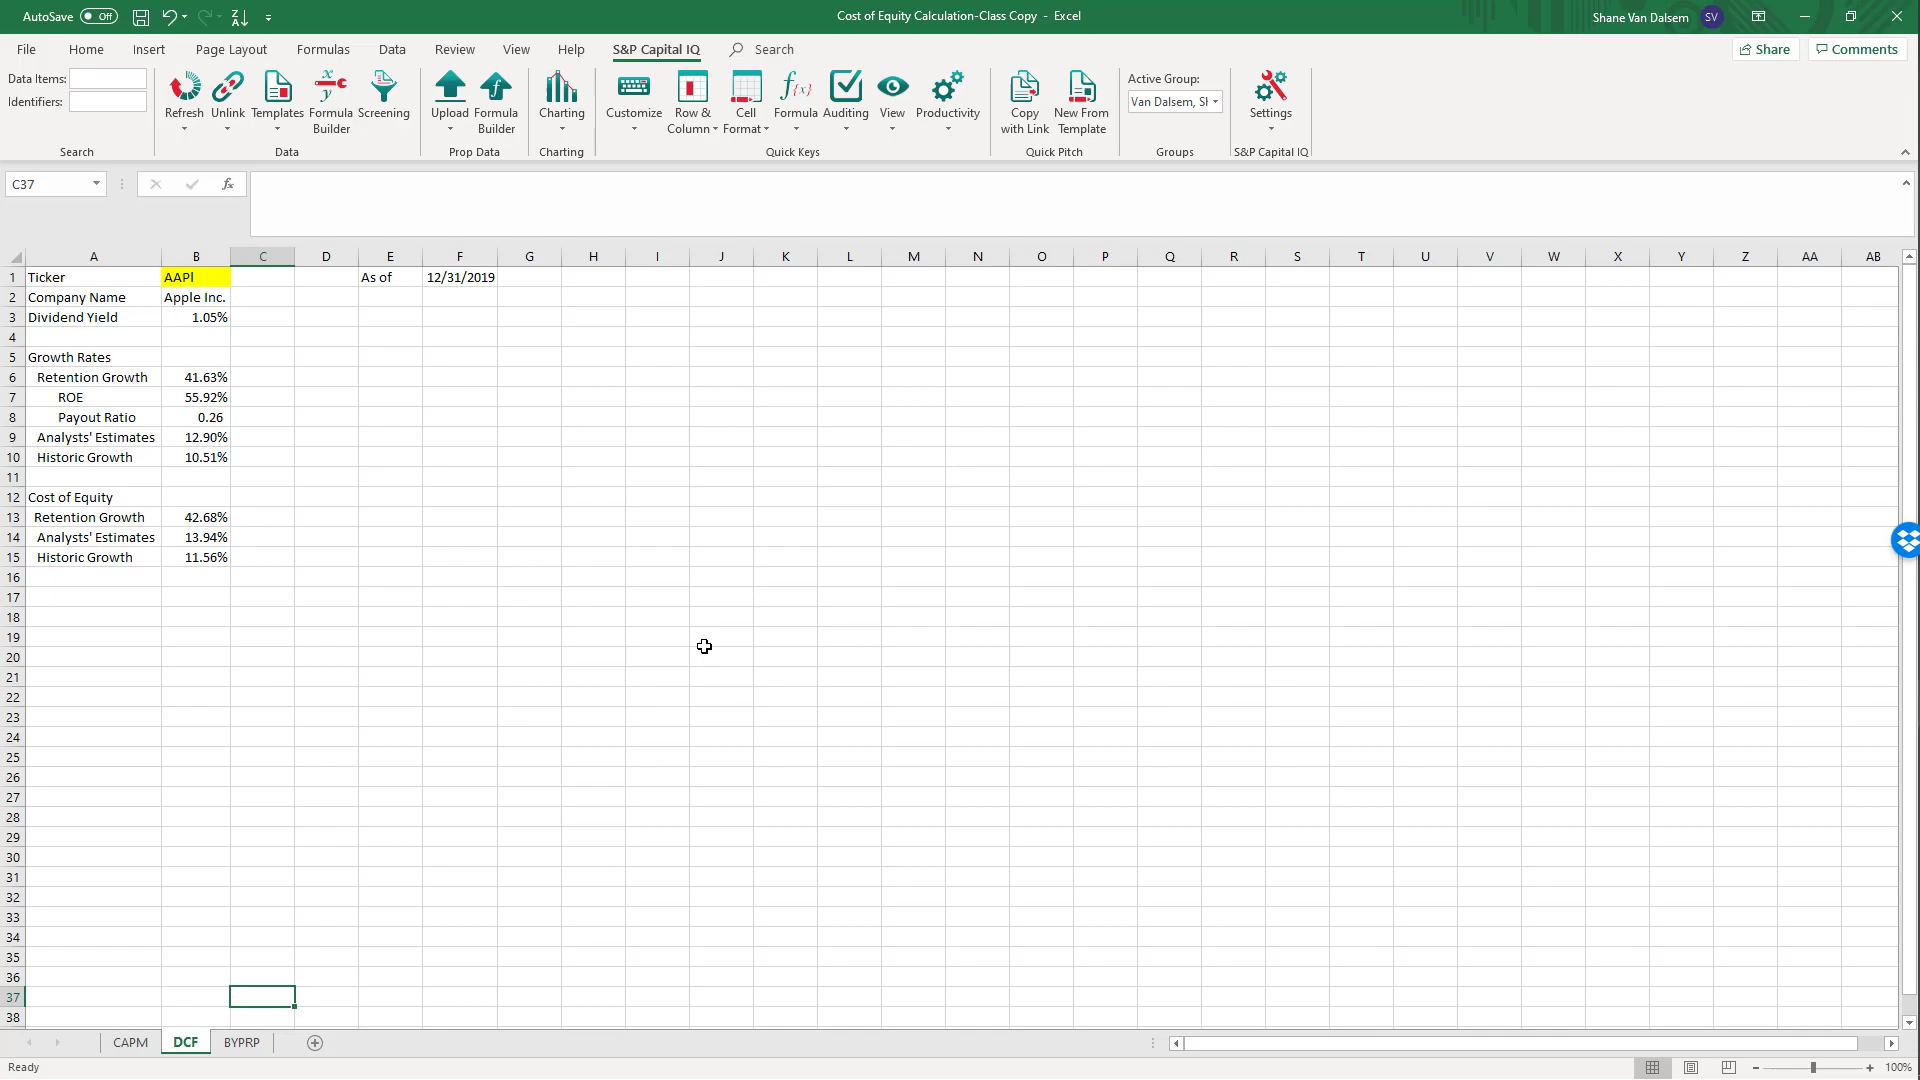 AutoSave Off
Cost of Equity Calculation-Class Copy - Excel
Shane Van Dalsem SV
File Home Insert Page Layout Formulas Data Review View Help S&P Capital IQ Search
Share Comments
Data Items:
Identifiers:
Search
Refresh Unlink Templates Formula Builder Screening
Data
Upload Formula Builder
Prop Data
Charting
Charting
Customize Row & Column Cell Format Formula Auditing View Productivity
Quick Keys
Copy with Link New From Template
Quick Pitch
Active Group:
Van Dalsem, Sh
Groups
Settings
S&P Capital IQ
C37 fx
A B C D E F G H I J K L M N O P Q R S T U V W X Y Z AA AB
1 Ticker AAPl As of 12/31/2019
2 Company Name Apple Inc.
3 Dividend Yield 1.05%
4
5 Growth Rates
6 Retention Growth 41.63%
7 ROE 55.92%
8 Payout Ratio 0.26
9 Analysts' Estimates 12.90%
10 Historic Growth 10.51%
11
12 Cost of Equity
13 Retention Growth 42.68%
14 Analysts' Estimates 13.94%
15 Historic Growth 11.56%
16
17
18
19
20
21
22
23
24
25
26
27
28
29
30
31
32
33
34
35
36
37
38
CAPM DCF BYPRP
Ready
100%